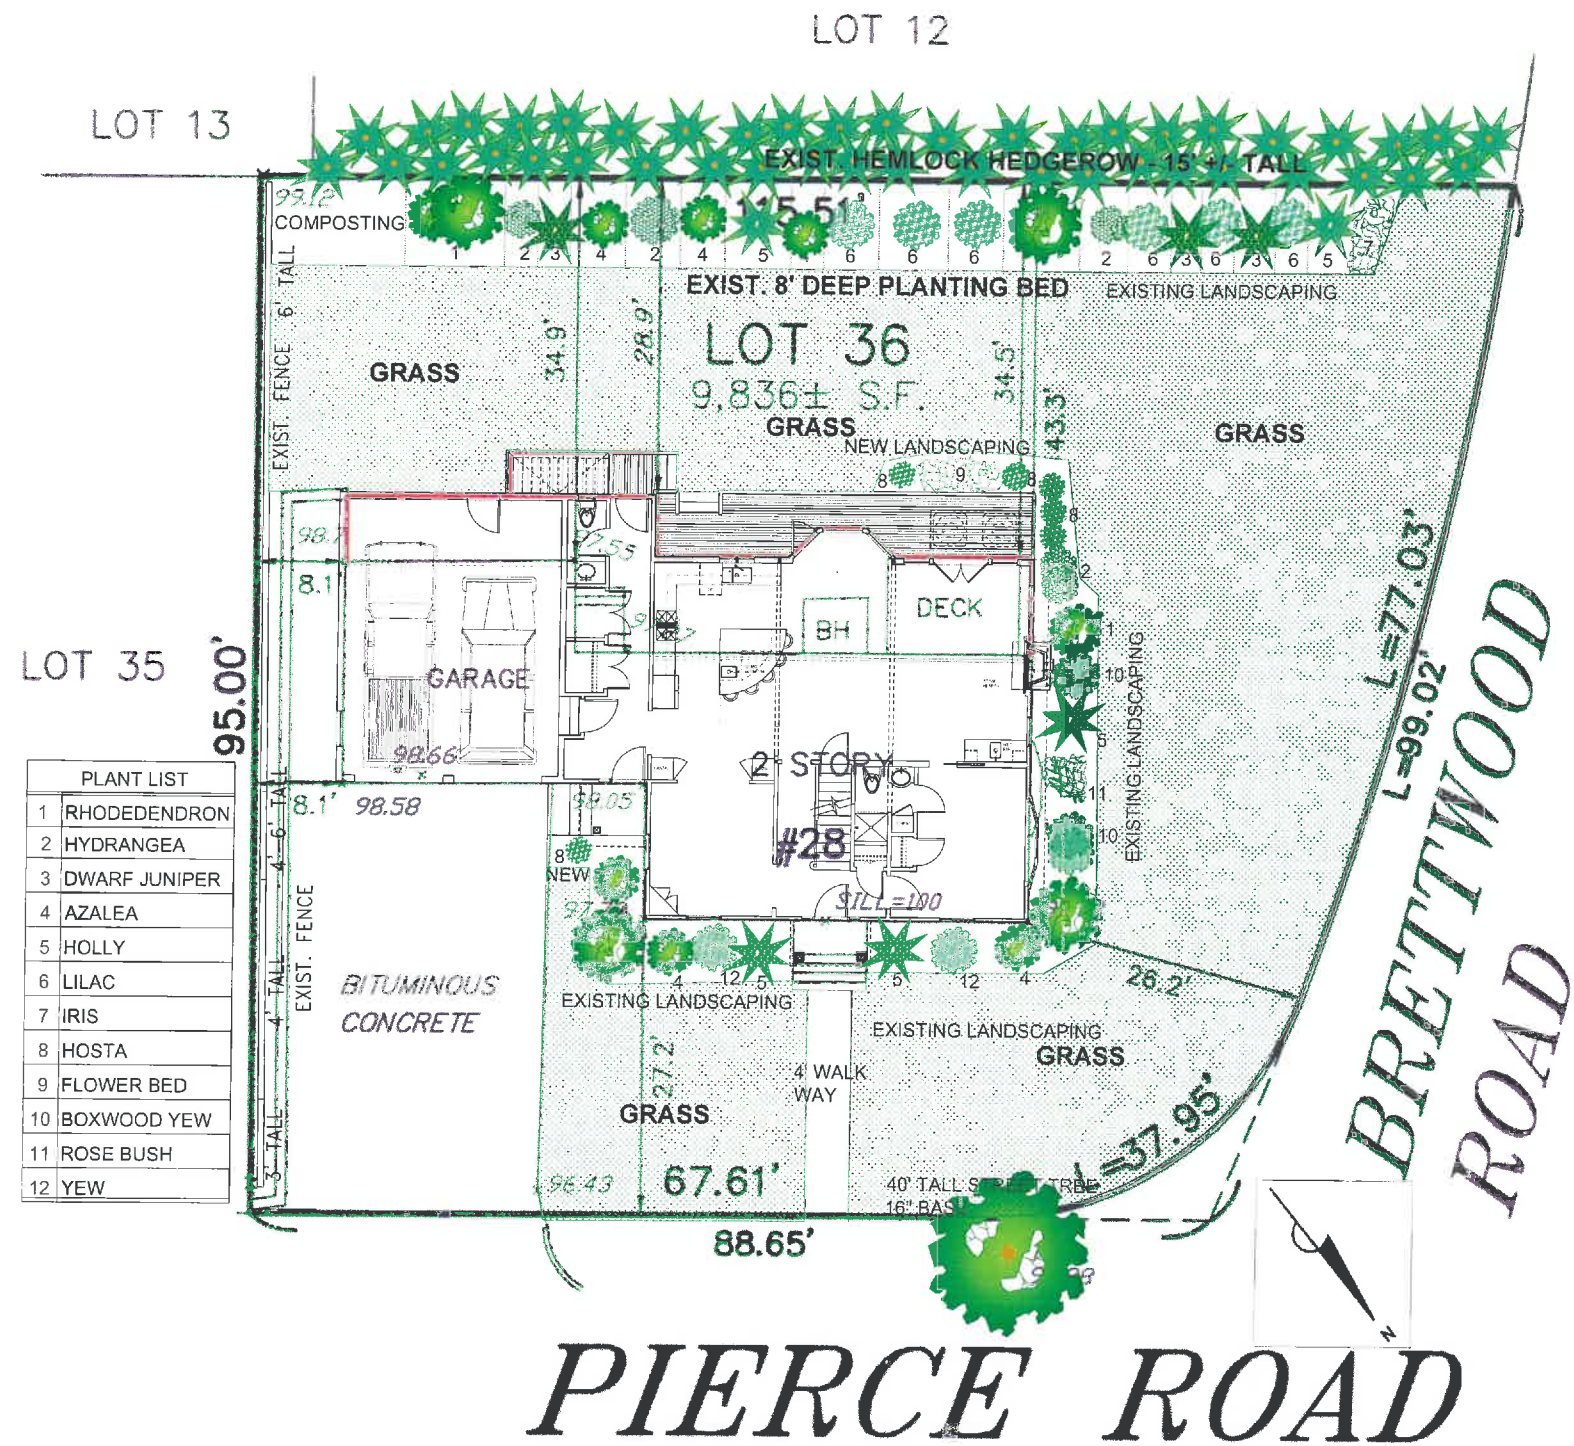 LOT 12
LOT 13
EXIST. HEMLOCK HEDGEROW - 15' +/- TALL
99.12
COMPOSTING
115.51'
1
2
3
4
2
4
5
6
6
6
2
6
3
6
3
6
5
7
EXIST. 8' DEEP PLANTING BED
EXISTING LANDSCAPING
EXIST. FENCE 6' TALL
34.9'
28.9'
LOT 36
9,836± S.F.
34.5'
43.3'
GRASS
GRASS
GRASS
NEW LANDSCAPING
8
9
8
8
2
1
10
5
11
10
EXISTING LANDSCAPING
98.7
97.55
8.1
GARAGE
98.66
BH
DECK
2 STORY
#28
SILL=100
LOT 35
95.00'
L=77.03'
L=99.02'
BRETTWOOD
ROAD
PLANT LIST
1 RHODEDENDRON
2 HYDRANGEA
3 DWARF JUNIPER
4 AZALEA
5 HOLLY
6 LILAC
7 IRIS
8 HOSTA
9 FLOWER BED
10 BOXWOOD YEW
11 ROSE BUSH
12 YEW
8.1'
98.58
98.05
8
NEW
EXIST. FENCE
3' TALL
4' TALL
4'-6" TALL
BITUMINOUS
CONCRETE
4
12
5
5
12
4
EXISTING LANDSCAPING
EXISTING LANDSCAPING
26.2'
27.2'
4' WALK
WAY
GRASS
GRASS
L=37.95'
96.43
67.61'
40' TALL STREET TREE
16" BAS
88.65'
N
PIERCE ROAD